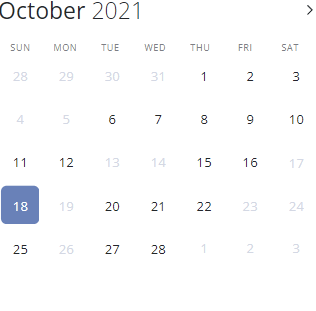 October 2021 >
SUN MON TUE WED THU FRI SAT
28 29 30 31 1 2 3
4 5 6 7 8 9 10
11 12 13 14 15 16 17
18 19 20 21 22 23 24
25 26 27 28 1 2 3